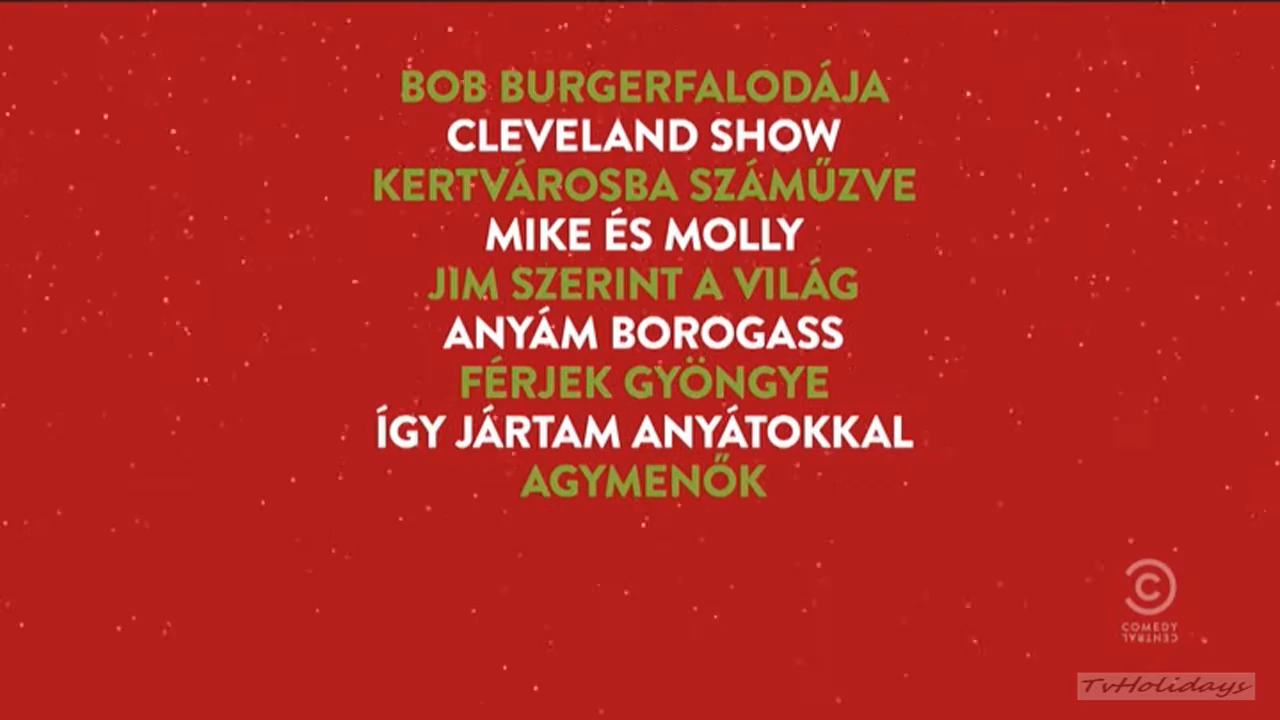 BOB BURGERFALODÁJA
CLEVELAND SHOW
KERTVÁROSBA SZÁMŰZVE
MIKE ÉS MOLLY
JIM SZERINT A VILÁG
ANYÁM BOROGASS
FÉRJEK GYÖNGYE
ÍGY JÁRTAM ANYÁTOKKAL
AGYMENŐK
COMEDY
CENTRAL
TvHolidays